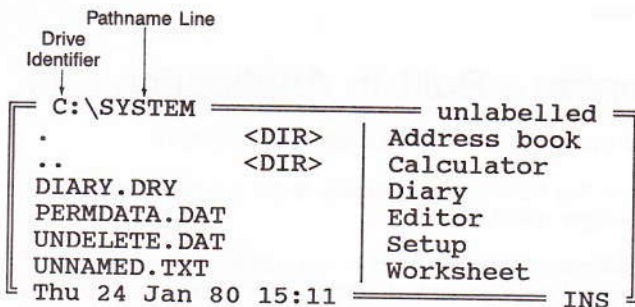 Pathname Line
Drive
Identifier
C:\SYSTEM unlabelled
. <DIR> Address book
.. <DIR> Calculator
DIARY.DRY Diary
PERMDATA.DAT Editor
UNDELETE.DAT Setup
UNNAMED.TXT Worksheet
Thu 24 Jan 80 15:11 INS